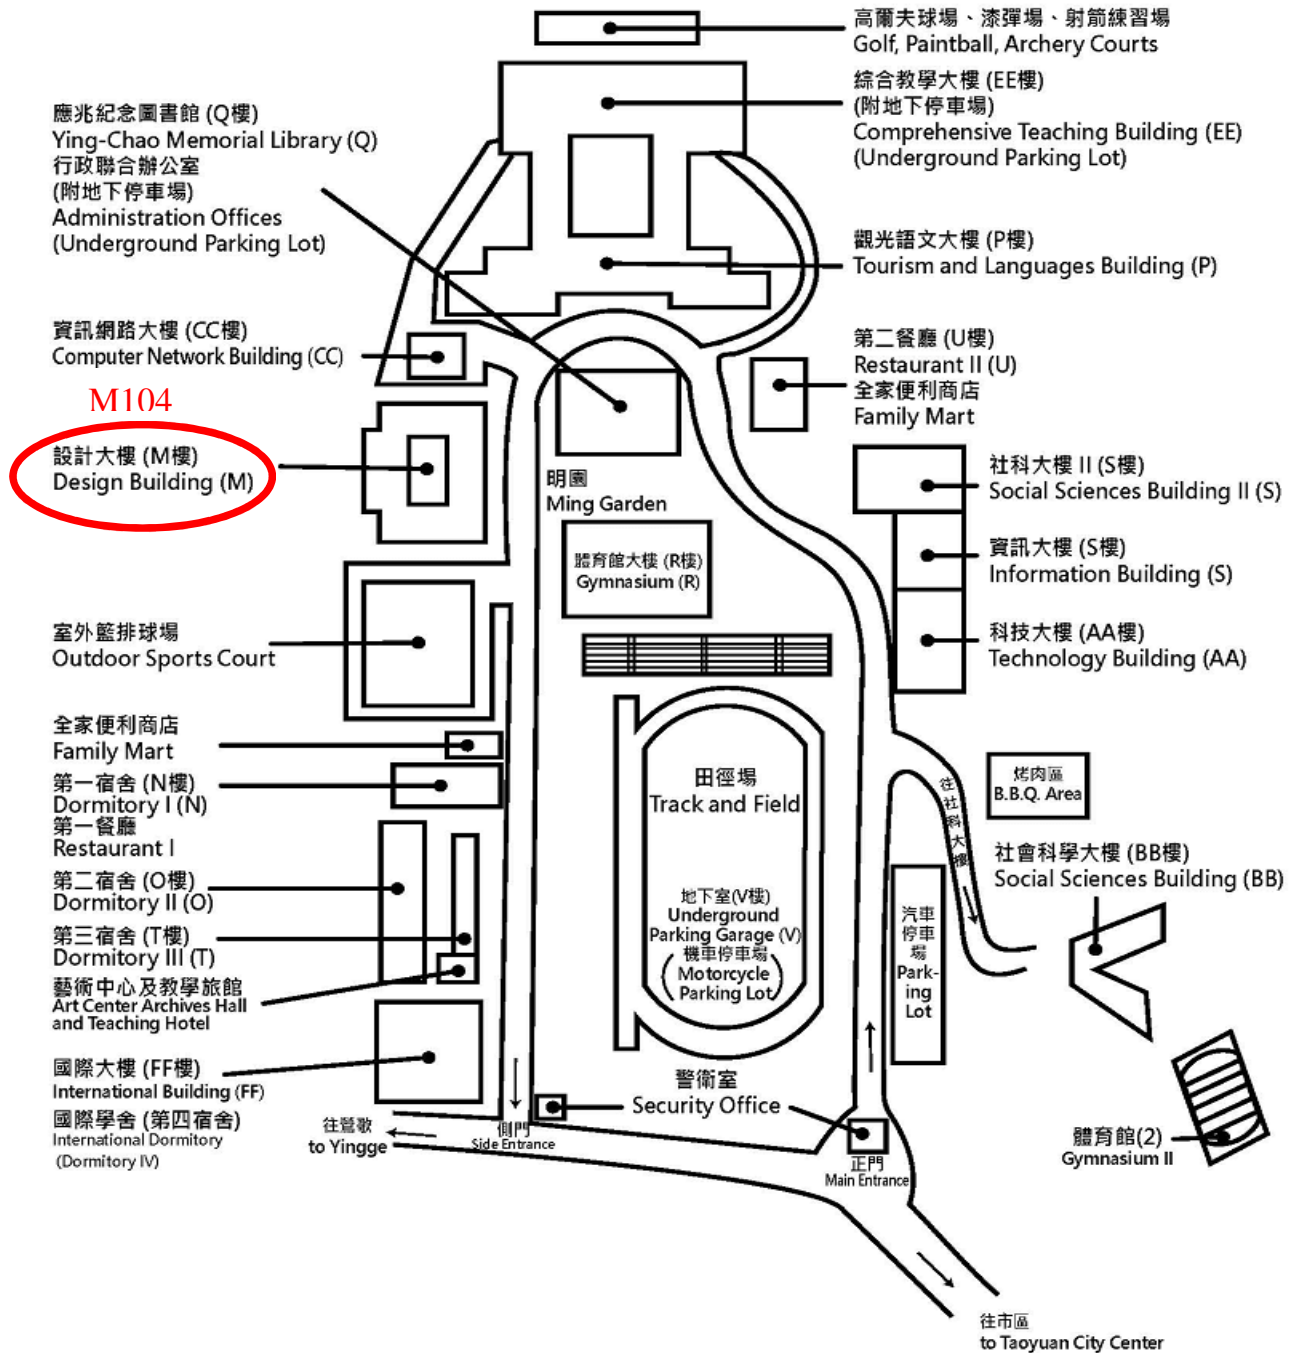 高爾夫球場、漆彈場、射箭練習場
Golf, Paintball, Archery Courts
綜合教學大樓 (EE樓)
(附地下停車場)
Comprehensive Teaching Building (EE)
(Underground Parking Lot)
應兆紀念圖書館 (Q樓)
Ying-Chao Memorial Library (Q)
行政聯合辦公室
(附地下停車場)
Administration Offices
(Underground Parking Lot)
觀光語文大樓 (P樓)
Tourism and Languages Building (P)
資訊網路大樓 (CC樓)
Computer Network Building (CC)
第二餐廳 (U樓)
Restaurant II (U)
全家便利商店
Family Mart
M104
設計大樓 (M樓)
Design Building (M)
明園
Ming Garden
社科大樓 II (S樓)
Social Sciences Building II (S)
體育館大樓 (R樓)
Gymnasium (R)
資訊大樓 (S樓)
Information Building (S)
室外籃排球場
Outdoor Sports Court
科技大樓 (AA樓)
Technology Building (AA)
全家便利商店
Family Mart
第一宿舍 (N樓)
Dormitory I (N)
第一餐廳
Restaurant I
田徑場
Track and Field
往社科大樓
烤肉區
B.B.Q. Area
社會科學大樓 (BB樓)
Social Sciences Building (BB)
第二宿舍 (O樓)
Dormitory II (O)
第三宿舍 (T樓)
Dormitory III (T)
藝術中心及教學旅館
Art Center Archives Hall
and Teaching Hotel
地下室(V樓)
Underground
Parking Garage (V)
(機車停車場
Motorcycle
Parking Lot)
汽車
停車
場
Park-
ing
Lot
國際大樓 (FF樓)
International Building (FF)
國際學舍 (第四宿舍)
International Dormitory
(Dormitory IV)
警衛室
Security Office
往鶯歌
to Yingge
側門
Side Entrance
正門
Main Entrance
體育館(2)
Gymnasium II
往市區
to Taoyuan City Center